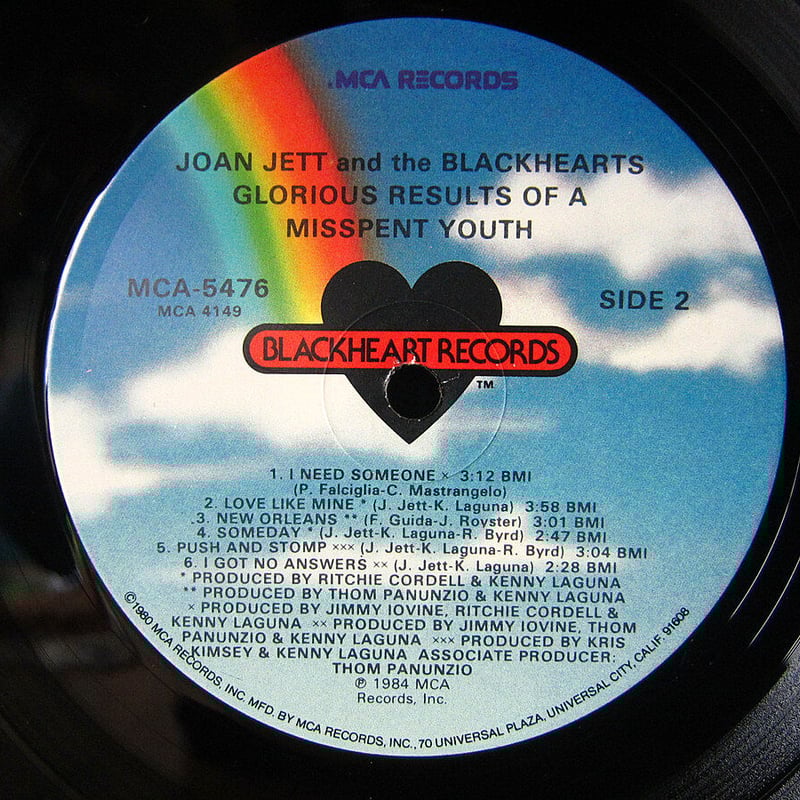 .MCA RECORDS
JOAN JETT and the BLACKHEARTS
GLORIOUS RESULTS OF A
MISSPENT YOUTH
MCA-5476
MCA 4149
SIDE 2
BLACKHEART RECORDS
TM
1. I NEED SOMEONE × 3:12 BMI
(P. Falciglia-C. Mastrangelo)
2. LOVE LIKE MINE * (J. Jett-K. Laguna) 3:58 BMI
.3. NEW ORLEANS ** (F. Guida-J. Royster) 3:01 BMI
4. SOMEDAY * (J. Jett-K. Laguna-R. Byrd) 2:47 BMI
5. PUSH AND STOMP ××× (J. Jett-K. Laguna-R. Byrd) 3:04 BMI
6. I GOT NO ANSWERS ×× (J. Jett-K. Laguna) 2:28 BMI
* PRODUCED BY RITCHIE CORDELL & KENNY LAGUNA
** PRODUCED BY THOM PANUNZIO & KENNY LAGUNA
× PRODUCED BY JIMMY IOVINE, RITCHIE CORDELL &
KENNY LAGUNA ×× PRODUCED BY JIMMY IOVINE, THOM
PANUNZIO & KENNY LAGUNA ××× PRODUCED BY KRIS
KIMSEY & KENNY LAGUNA ASSOCIATE PRODUCER:
THOM PANUNZIO
℗ 1984 MCA
Records, Inc.
©1980 MCA RECORDS, INC. MFD. BY MCA RECORDS, INC., 70 UNIVERSAL PLAZA, UNIVERSAL CITY, CALIF. 91608